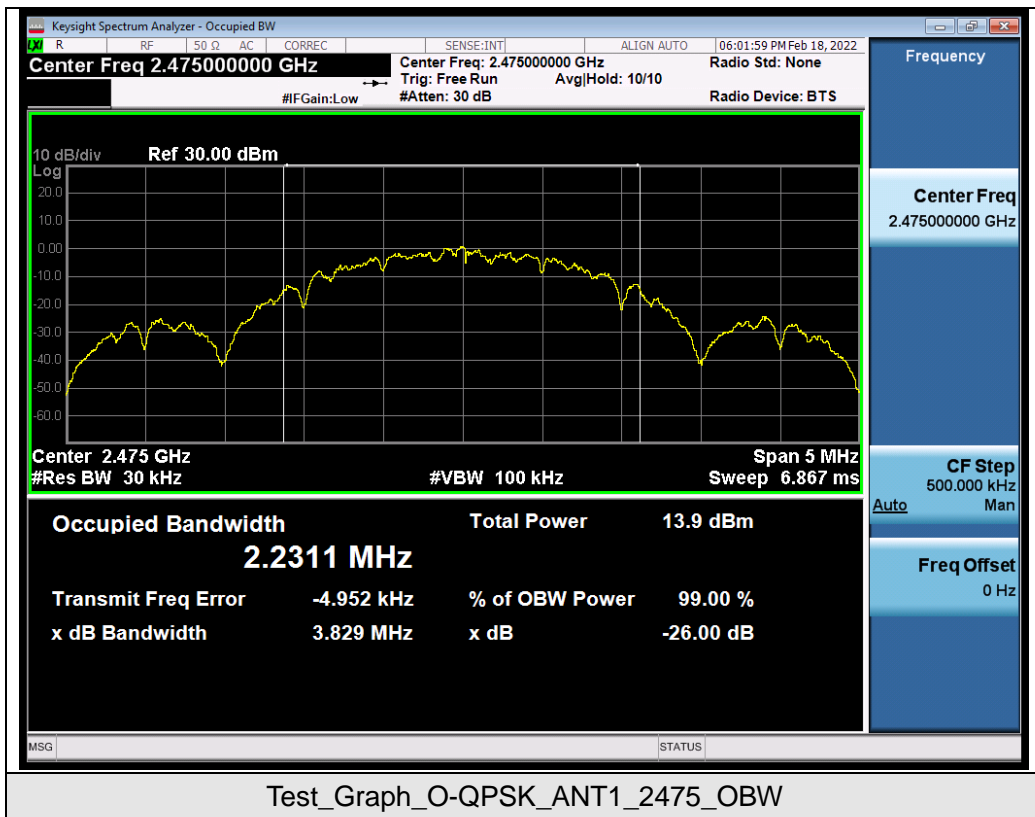 Keysight Spectrum Analyzer - Occupied BW
LXI R RF 50 Ω AC CORREC SENSE:INT ALIGN AUTO 06:01:59 PM Feb 18, 2022
Center Freq 2.475000000 GHz
Center Freq: 2.475000000 GHz
Radio Std: None
Trig: Free Run Avg|Hold: 10/10
#IFGain:Low
#Atten: 30 dB
Radio Device: BTS
10 dB/div Ref 30.00 dBm
Log
20.0
10.0
0.00
-10.0
-20.0
-30.0
-40.0
-50.0
-60.0
Center 2.475 GHz Span 5 MHz
#Res BW 30 kHz #VBW 100 kHz Sweep 6.867 ms
Occupied Bandwidth Total Power 13.9 dBm
2.2311 MHz
Transmit Freq Error -4.952 kHz % of OBW Power 99.00 %
x dB Bandwidth 3.829 MHz x dB -26.00 dB
Frequency
Center Freq
2.475000000 GHz
CF Step
500.000 kHz
Auto Man
Freq Offset
0 Hz
MSG STATUS
Test_Graph_O-QPSK_ANT1_2475_OBW